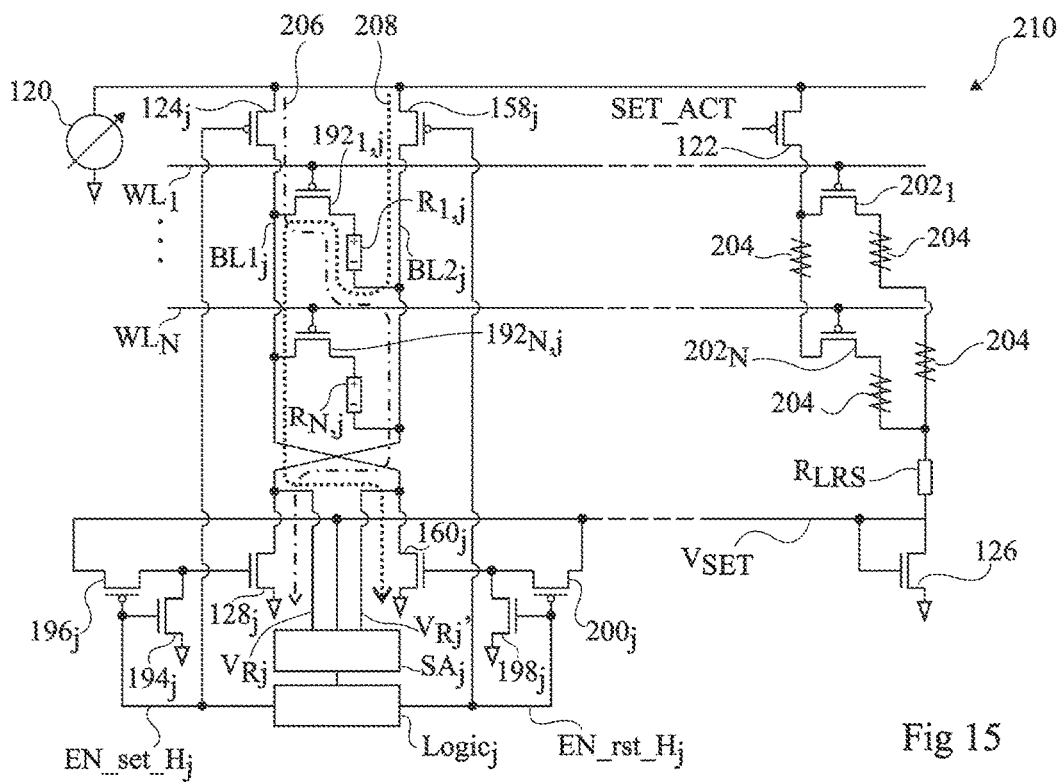 206
208
210
120
124j
158j
SET_ACT
122
1921,j
2021
WL1
R1,j
204
204
BL1j
BL2j
WLN
192N,j
202N
204
204
RN,j
RLRS
160j
VSET
126
196j
128j
VRj'
200j
194j
VRj
SAj
198j
EN_set_Hj
Logicj
EN_rst_Hj
Fig 15